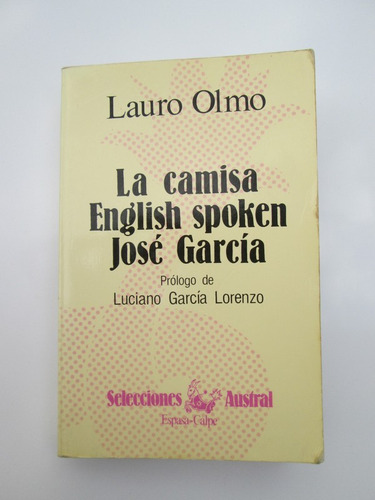 Lauro Olmo
La camisa
English spoken
José García
Prólogo de
Luciano García Lorenzo
Selecciones Austral
Espasa-Calpe